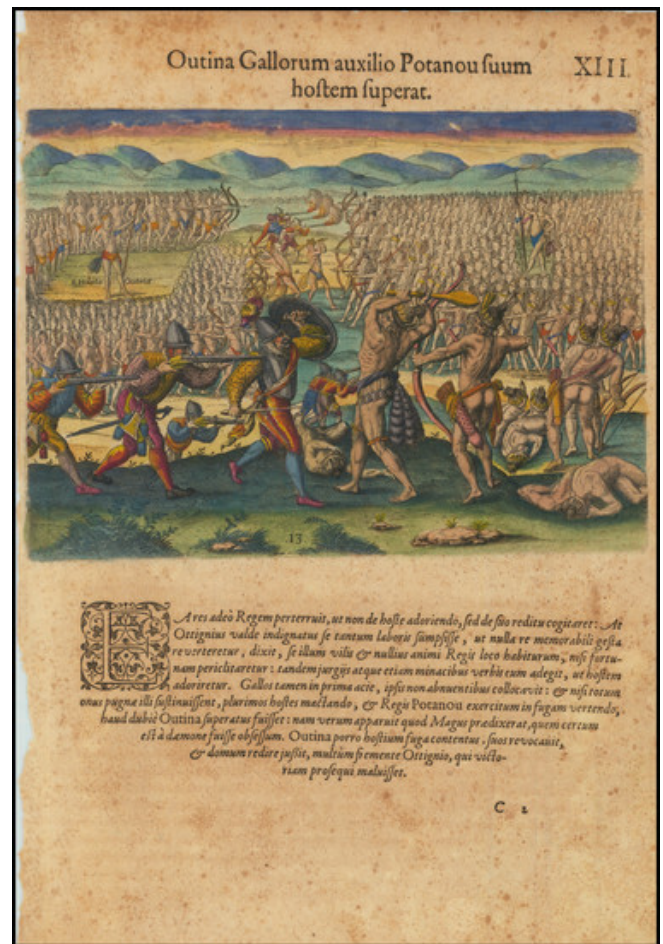 Outina Gallorum auxilio Potanou ſuum XIII.
hoſtem ſuperat.
13
EA res adeò Regem perterruit, ut non de hoſte adoriendo, ſed de ſuo reditu cogitaret: At
Ottignius valde indignatus ſe tantum laboris ſumpſiſſe, ut nulla re memorabili geſta
reverteretur, dixit, ſe illum vilis & nullius animi Regis loco habiturum, niſi fortu-
nam periclitaretur: tandem jurgijs atque etiam minacibus verbis eum adegit, ut hoſtem
adoriretur. Gallos tamen in prima acie, ipſis non abnuentibus collocavit: & niſi totum
onus pugnæ illi ſuſtinuiſſent, plurimos hoſtes mactando, & Regis Potanou exercitum in fugam vertendo,
haud dubiè Outina ſuperatus fuiſſet: nam verum apparuit quod Magus prædixerat, quem certum
eſt à dæmone fuiſſe obſeſſum. Outina porro hoſtium fuga contentus, ſuos revocavit,
& domum redire juſſit, multùm fremente Ottignio, qui victo-
riam proſequi maluiſſet.
C 2